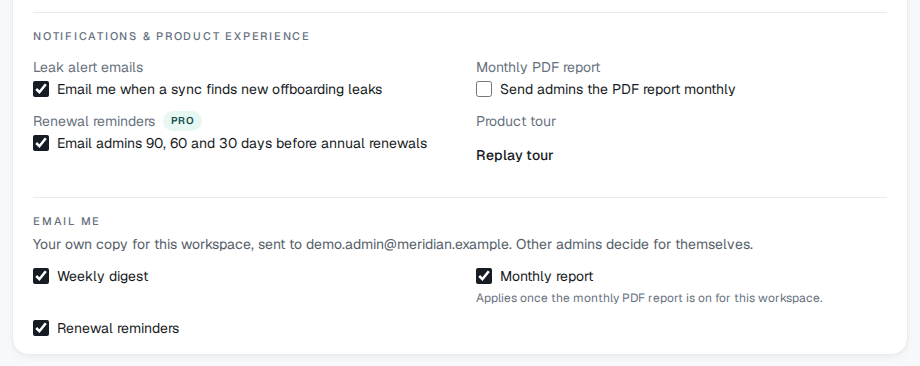 NOTIFICATIONS & PRODUCT EXPERIENCE
Leak alert emails
Email me when a sync finds new offboarding leaks
Monthly PDF report
Send admins the PDF report monthly
Renewal reminders PRO
Email admins 90, 60 and 30 days before annual renewals
Product tour
Replay tour
EMAIL ME
Your own copy for this workspace, sent to demo.admin@meridian.example. Other admins decide for themselves.
Weekly digest
Monthly report
Applies once the monthly PDF report is on for this workspace.
Renewal reminders